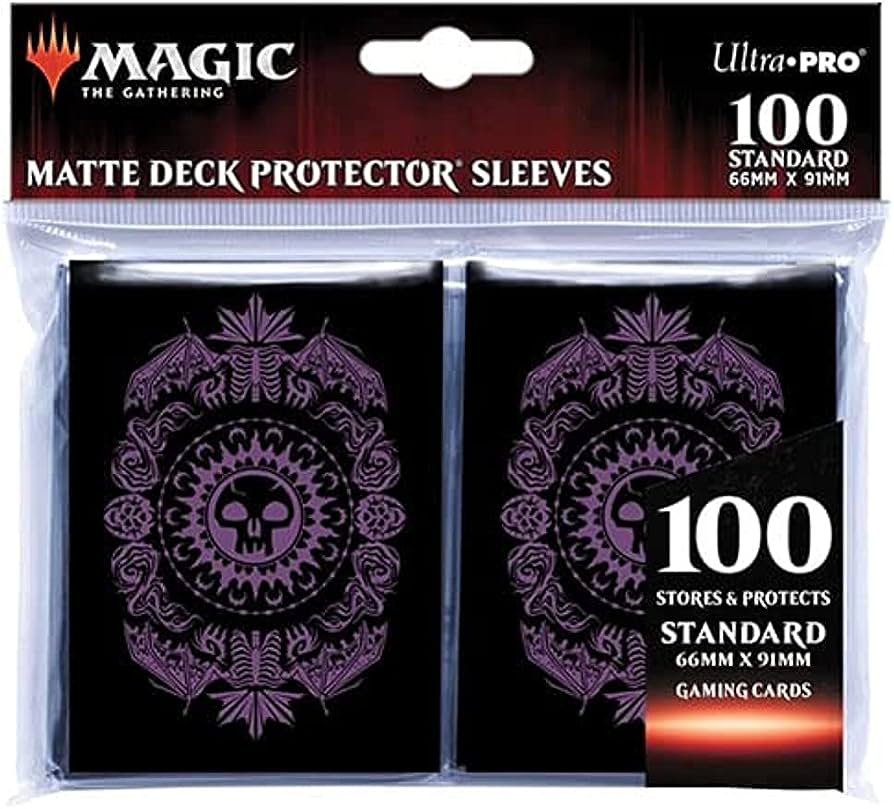 MAGIC
THE GATHERING
Ultra•PRO®
100
STANDARD
66MM X 91MM
MATTE DECK PROTECTOR® SLEEVES
100
STORES & PROTECTS
STANDARD
66MM X 91MM
GAMING CARDS